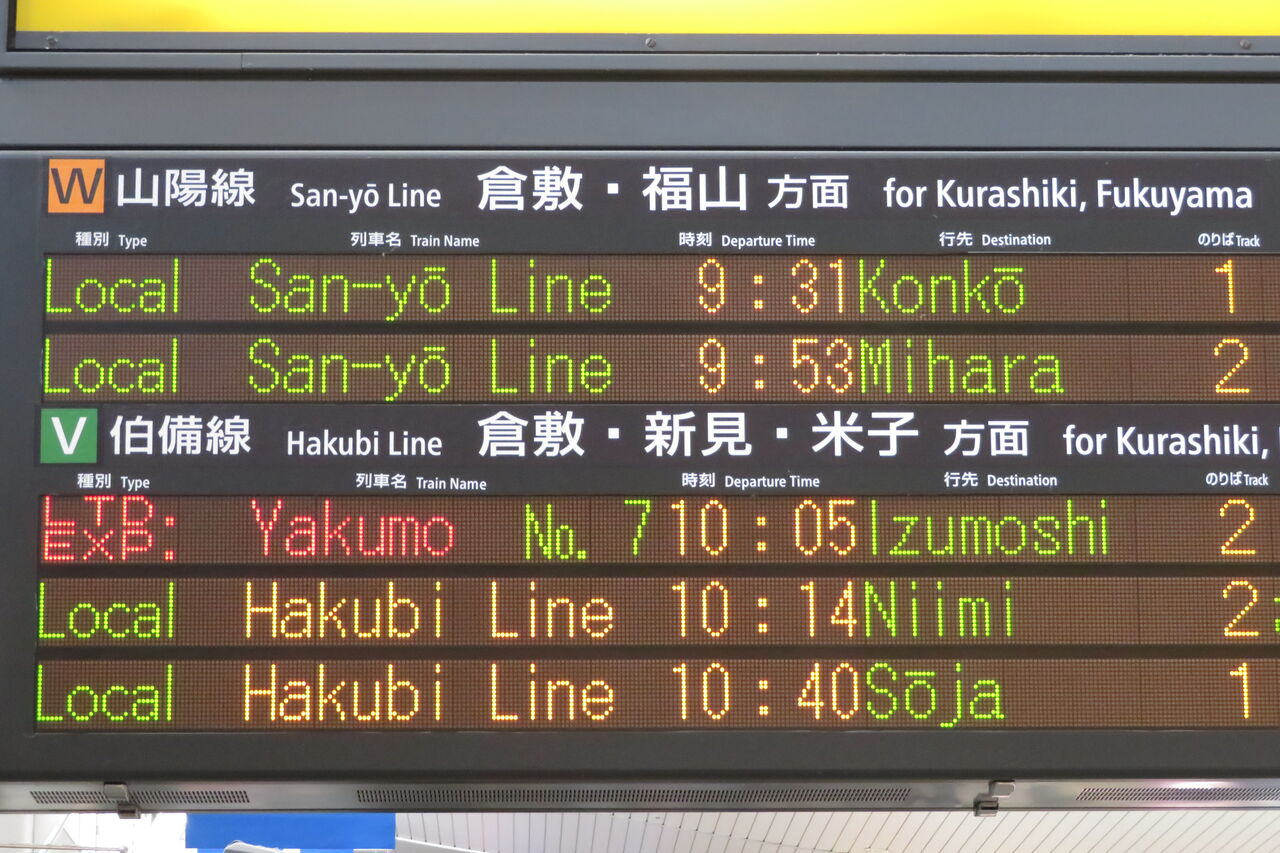 W 山陽線 San-yō Line 倉敷・福山 方面 for Kurashiki, Fukuyama
種別 Type 列車名 Train Name 時刻 Departure Time 行先 Destination のりば Track
Local San-yō Line 9:31 Konkō 1
Local San-yō Line 9:53 Mihara 2
V 伯備線 Hakubi Line 倉敷・新見・米子 方面 for Kurashiki,
種別 Type 列車名 Train Name 時刻 Departure Time 行先 Destination のりば Track
LTD. EXP. Yakumo No. 7 10:05 Izumoshi 2
Local Hakubi Line 10:14 Niimi 2
Local Hakubi Line 10:40 Sōja 1